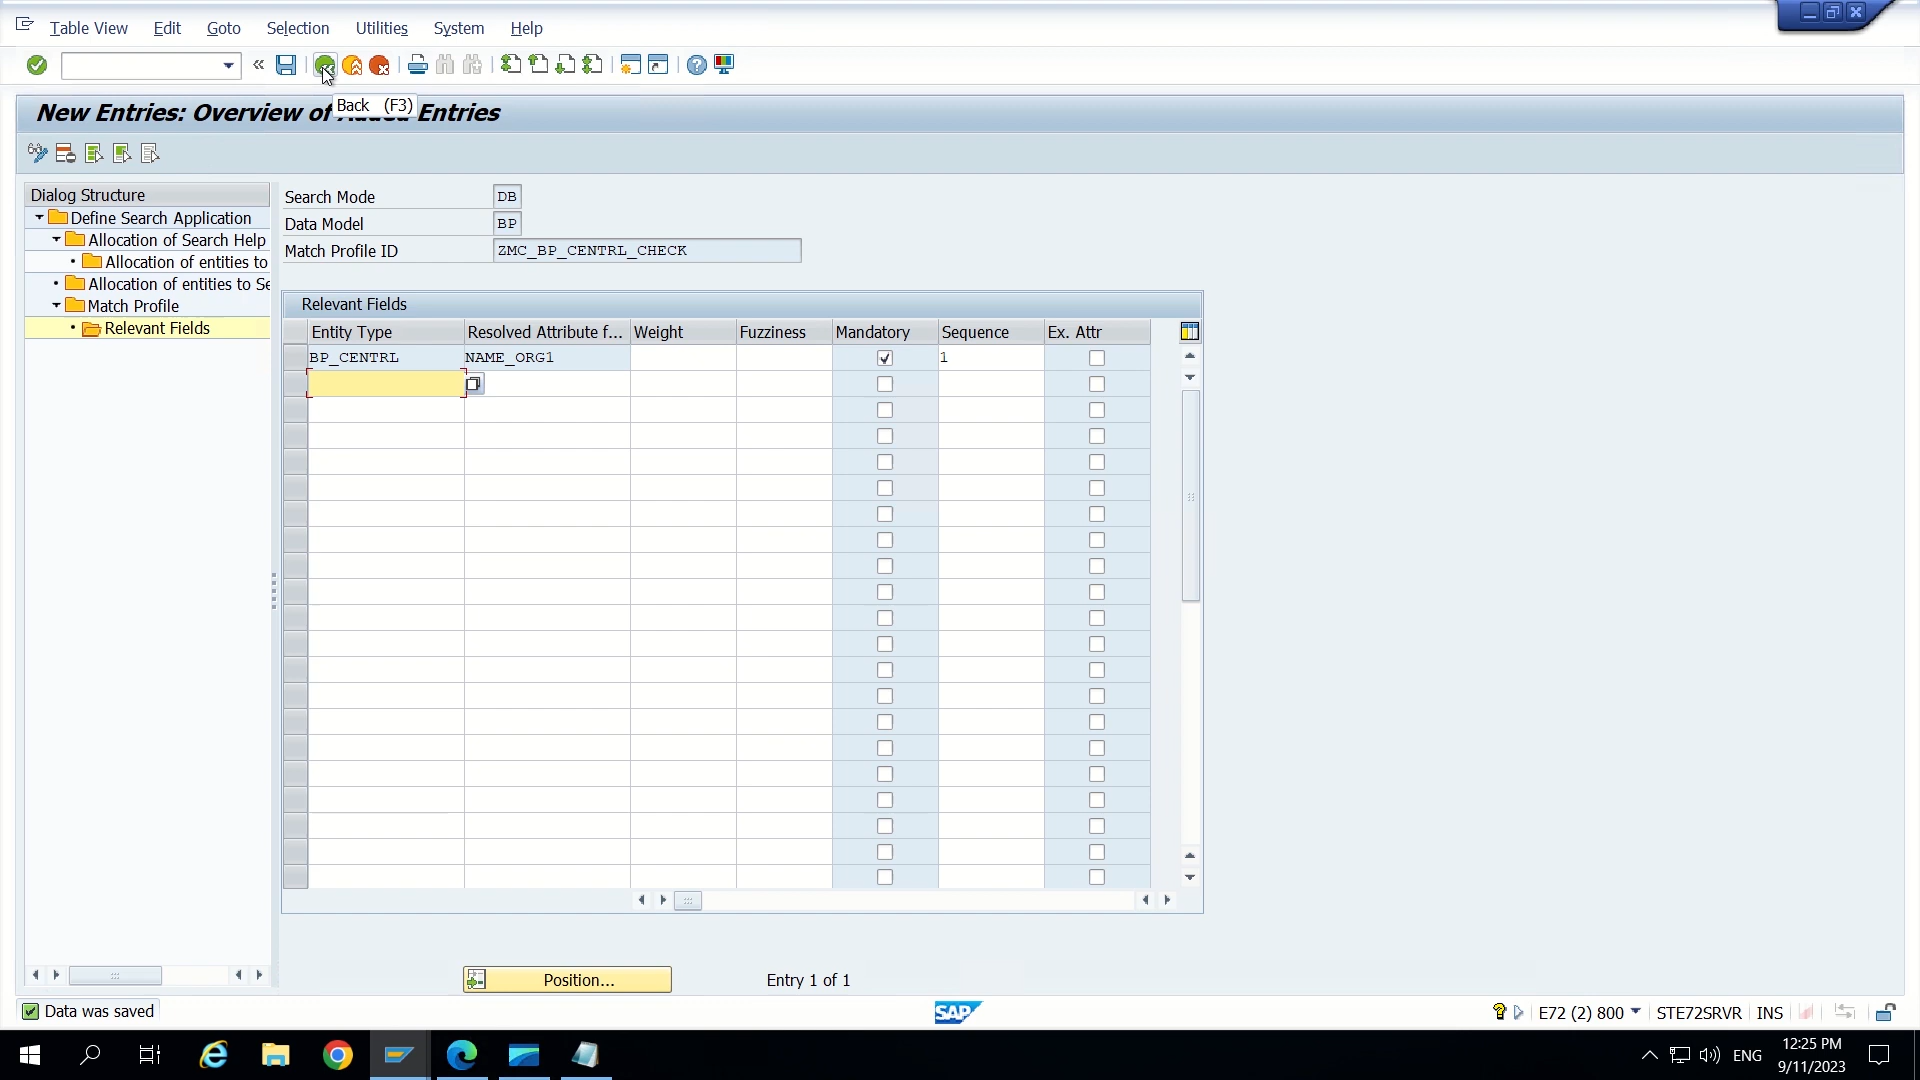 Table View Edit Goto Selection Utilities System Help
Back (F3)
New Entries: Overview of Added Entries
Dialog Structure
Define Search Application
Allocation of Search Help
Allocation of entities to
Allocation of entities to Se
Match Profile
Relevant Fields
Search Mode DB
Data Model BP
Match Profile ID ZMC_BP_CENTRL_CHECK
Relevant Fields
Entity Type Resolved Attribute f... Weight Fuzziness Mandatory Sequence Ex. Attr
BP_CENTRL NAME_ORG1 1
Position... Entry 1 of 1
Data was saved
SAP
E72 (2) 800 STE72SRVR INS
ENG
12:25 PM
9/11/2023